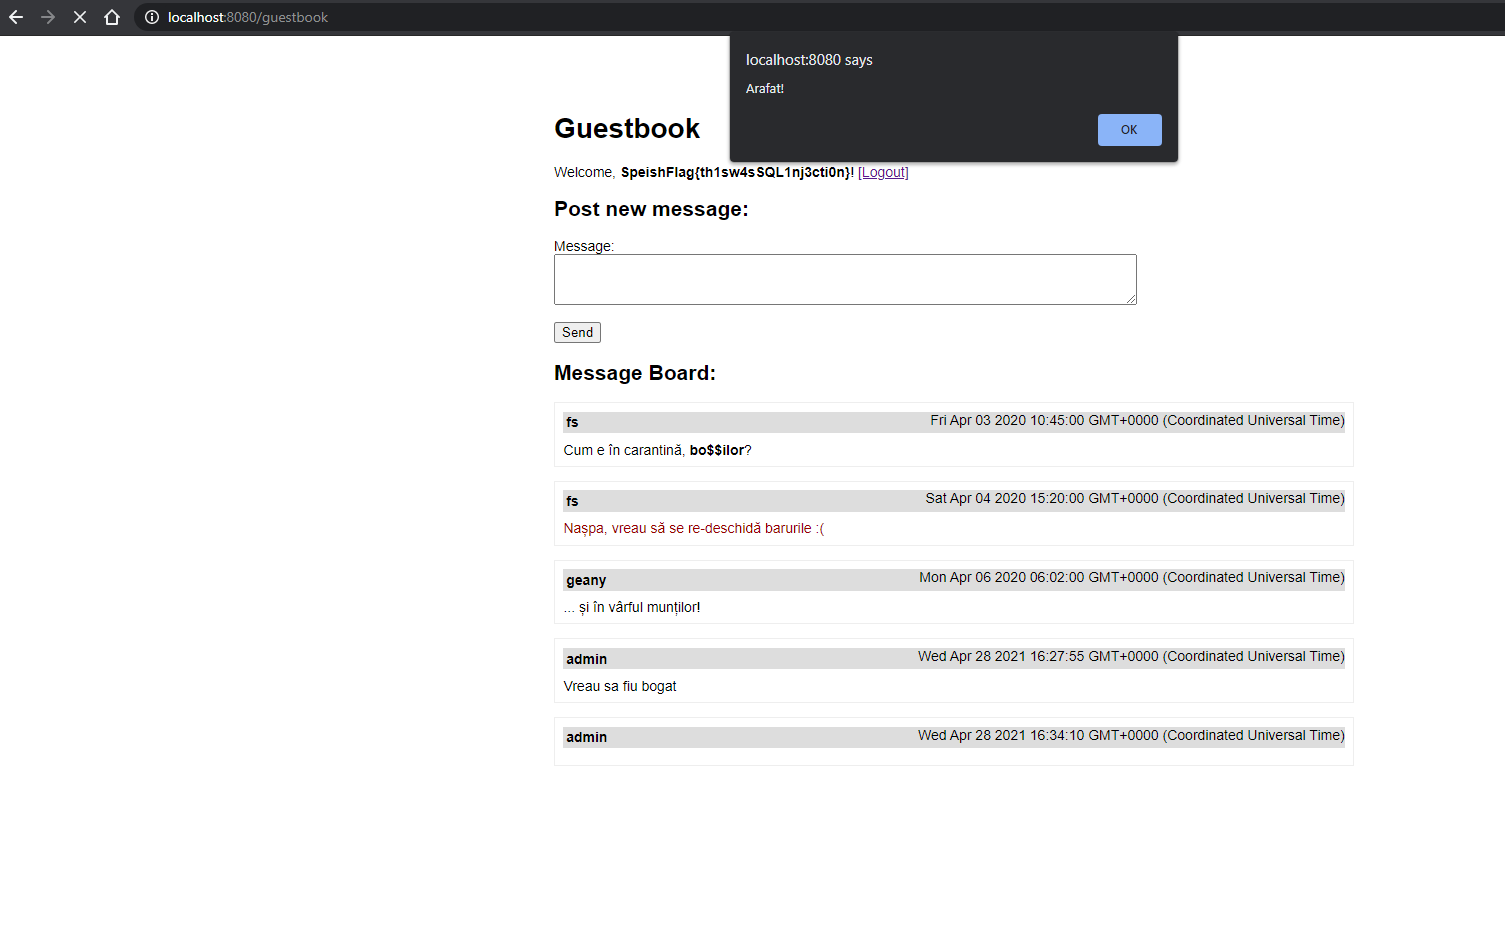 localhost:8080/guestbook
localhost:8080 says
Arafat!
OK
Guestbook
Welcome, SpeishFlag{th1sw4sSQL1nj3cti0n}! [Logout]
Post new message:
Message:
Send
Message Board:
fs Fri Apr 03 2020 10:45:00 GMT+0000 (Coordinated Universal Time)
Cum e în carantină, bo$$ilor?
fs Sat Apr 04 2020 15:20:00 GMT+0000 (Coordinated Universal Time)
Nașpa, vreau să se re-deschidă barurile :(
geany Mon Apr 06 2020 06:02:00 GMT+0000 (Coordinated Universal Time)
... și în vârful munților!
admin Wed Apr 28 2021 16:27:55 GMT+0000 (Coordinated Universal Time)
Vreau sa fiu bogat
admin Wed Apr 28 2021 16:34:10 GMT+0000 (Coordinated Universal Time)